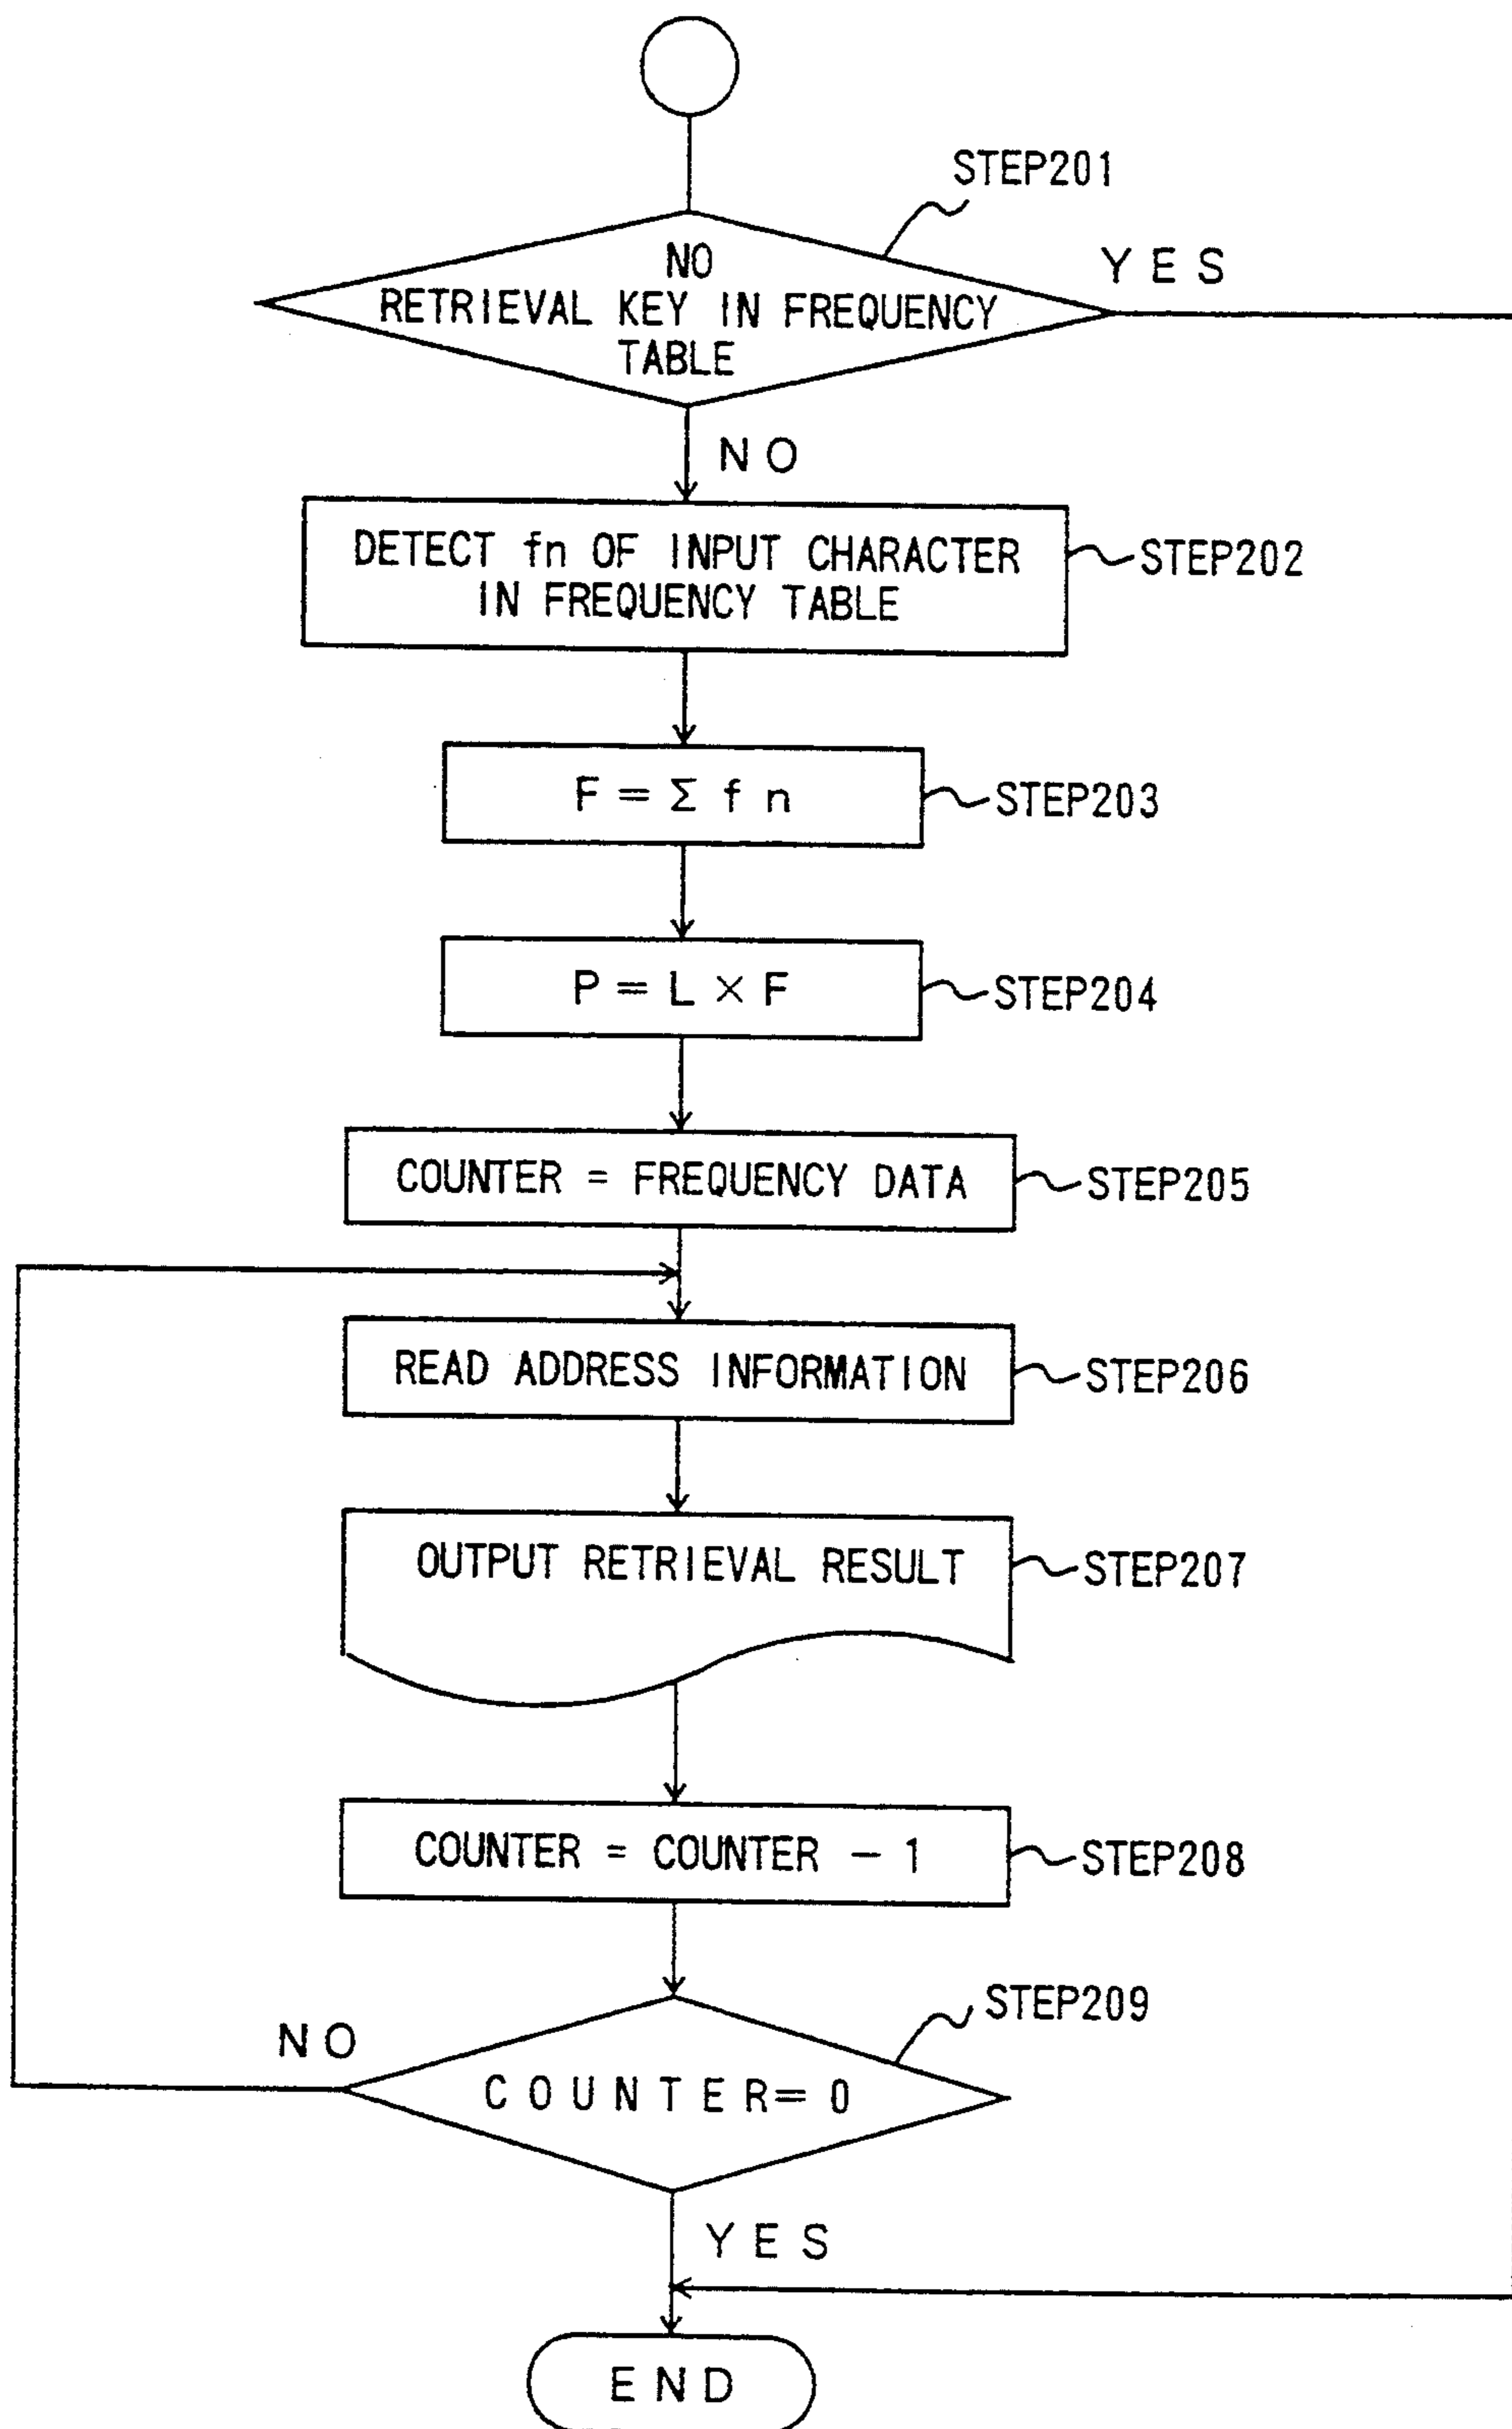 STEP201
NO
RETRIEVAL KEY IN FREQUENCY
TABLE
YES
NO
DETECT fn OF INPUT CHARACTER
IN FREQUENCY TABLE
STEP202
F = Σ f n
STEP203
P = L × F
STEP204
COUNTER = FREQUENCY DATA
STEP205
READ ADDRESS INFORMATION
STEP206
OUTPUT RETRIEVAL RESULT
STEP207
COUNTER = COUNTER - 1
STEP208
STEP209
NO
COUNTER= 0
YES
END